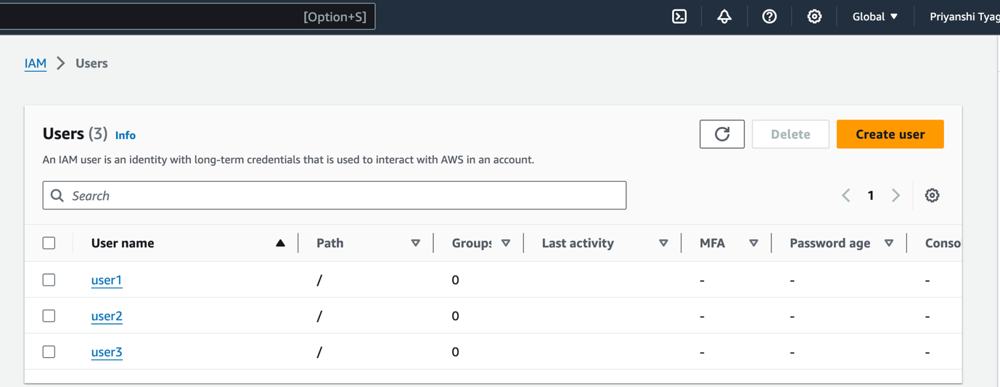 [Option+S] Global Priyanshi Tyag
IAM Users
Users (3) Info Delete Create user
An IAM user is an identity with long-term credentials that is used to interact with AWS in an account.
Search 1
User name Path Groups Last activity MFA Password age Conso
user1 / 0 - - -
user2 / 0 - - -
user3 / 0 - - -